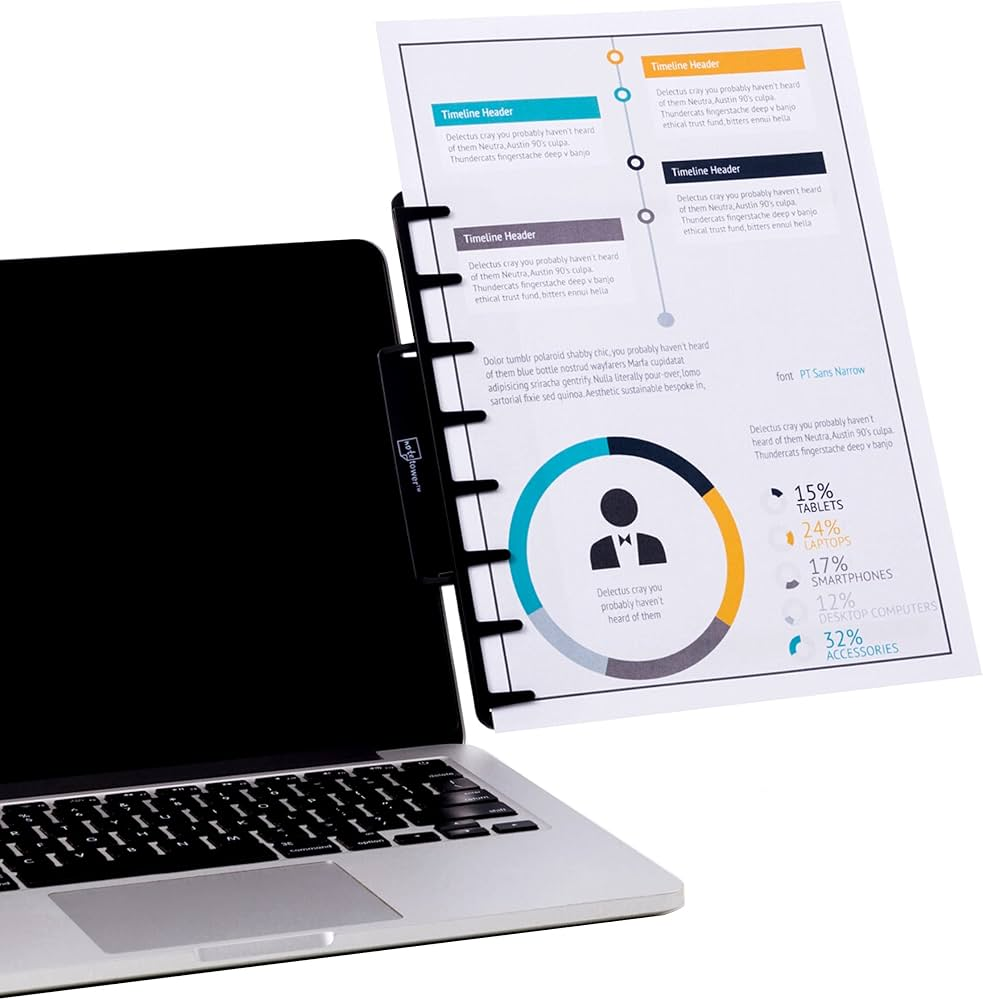 Timeline Header
Delectus cray you probably haven't heard
of them Neutra, Austin 90's culpa.
Thundercats fingerstache deep v banjo
ethical trust fund, bitters ennui hella
Timeline Header
Delectus cray you probably haven't heard
of them Neutra, Austin 90's culpa.
Thundercats fingerstache deep v banjo
Timeline Header
Delectus cray you probably haven't heard
of them Neutra, Austin 90's culpa.
Thundercats fingerstache deep v banjo
ethical trust fund, bitters ennui hella
Timeline Header
Delectus cray you probably haven't heard
of them Neutra, Austin 90's culpa.
Thundercats fingerstache deep v banjo
ethical trust fund, bitters ennui hella
Dolor tumblr polaroid shabby chic, you probably haven't heard
of them blue bottle nostrud wayfarers Marfa cupidatat
adipisicing sriracha gentrify. Nulla literally pour-over, lomo
sartorial fixie sed quinoa. Aesthetic sustainable bespoke in,
font PT Sans Narrow
Delectus cray you probably haven't
heard of them Neutra, Austin 90's culpa.
Thundercats fingerstache deep v banjo
Delectus cray you
probably haven't
heard of them
15%
TABLETS
24%
LAPTOPS
17%
SMARTPHONES
12%
DESKTOP COMPUTERS
32%
ACCESSORIES
note tower™
delete
enter
return
shift
C V B N M
command option